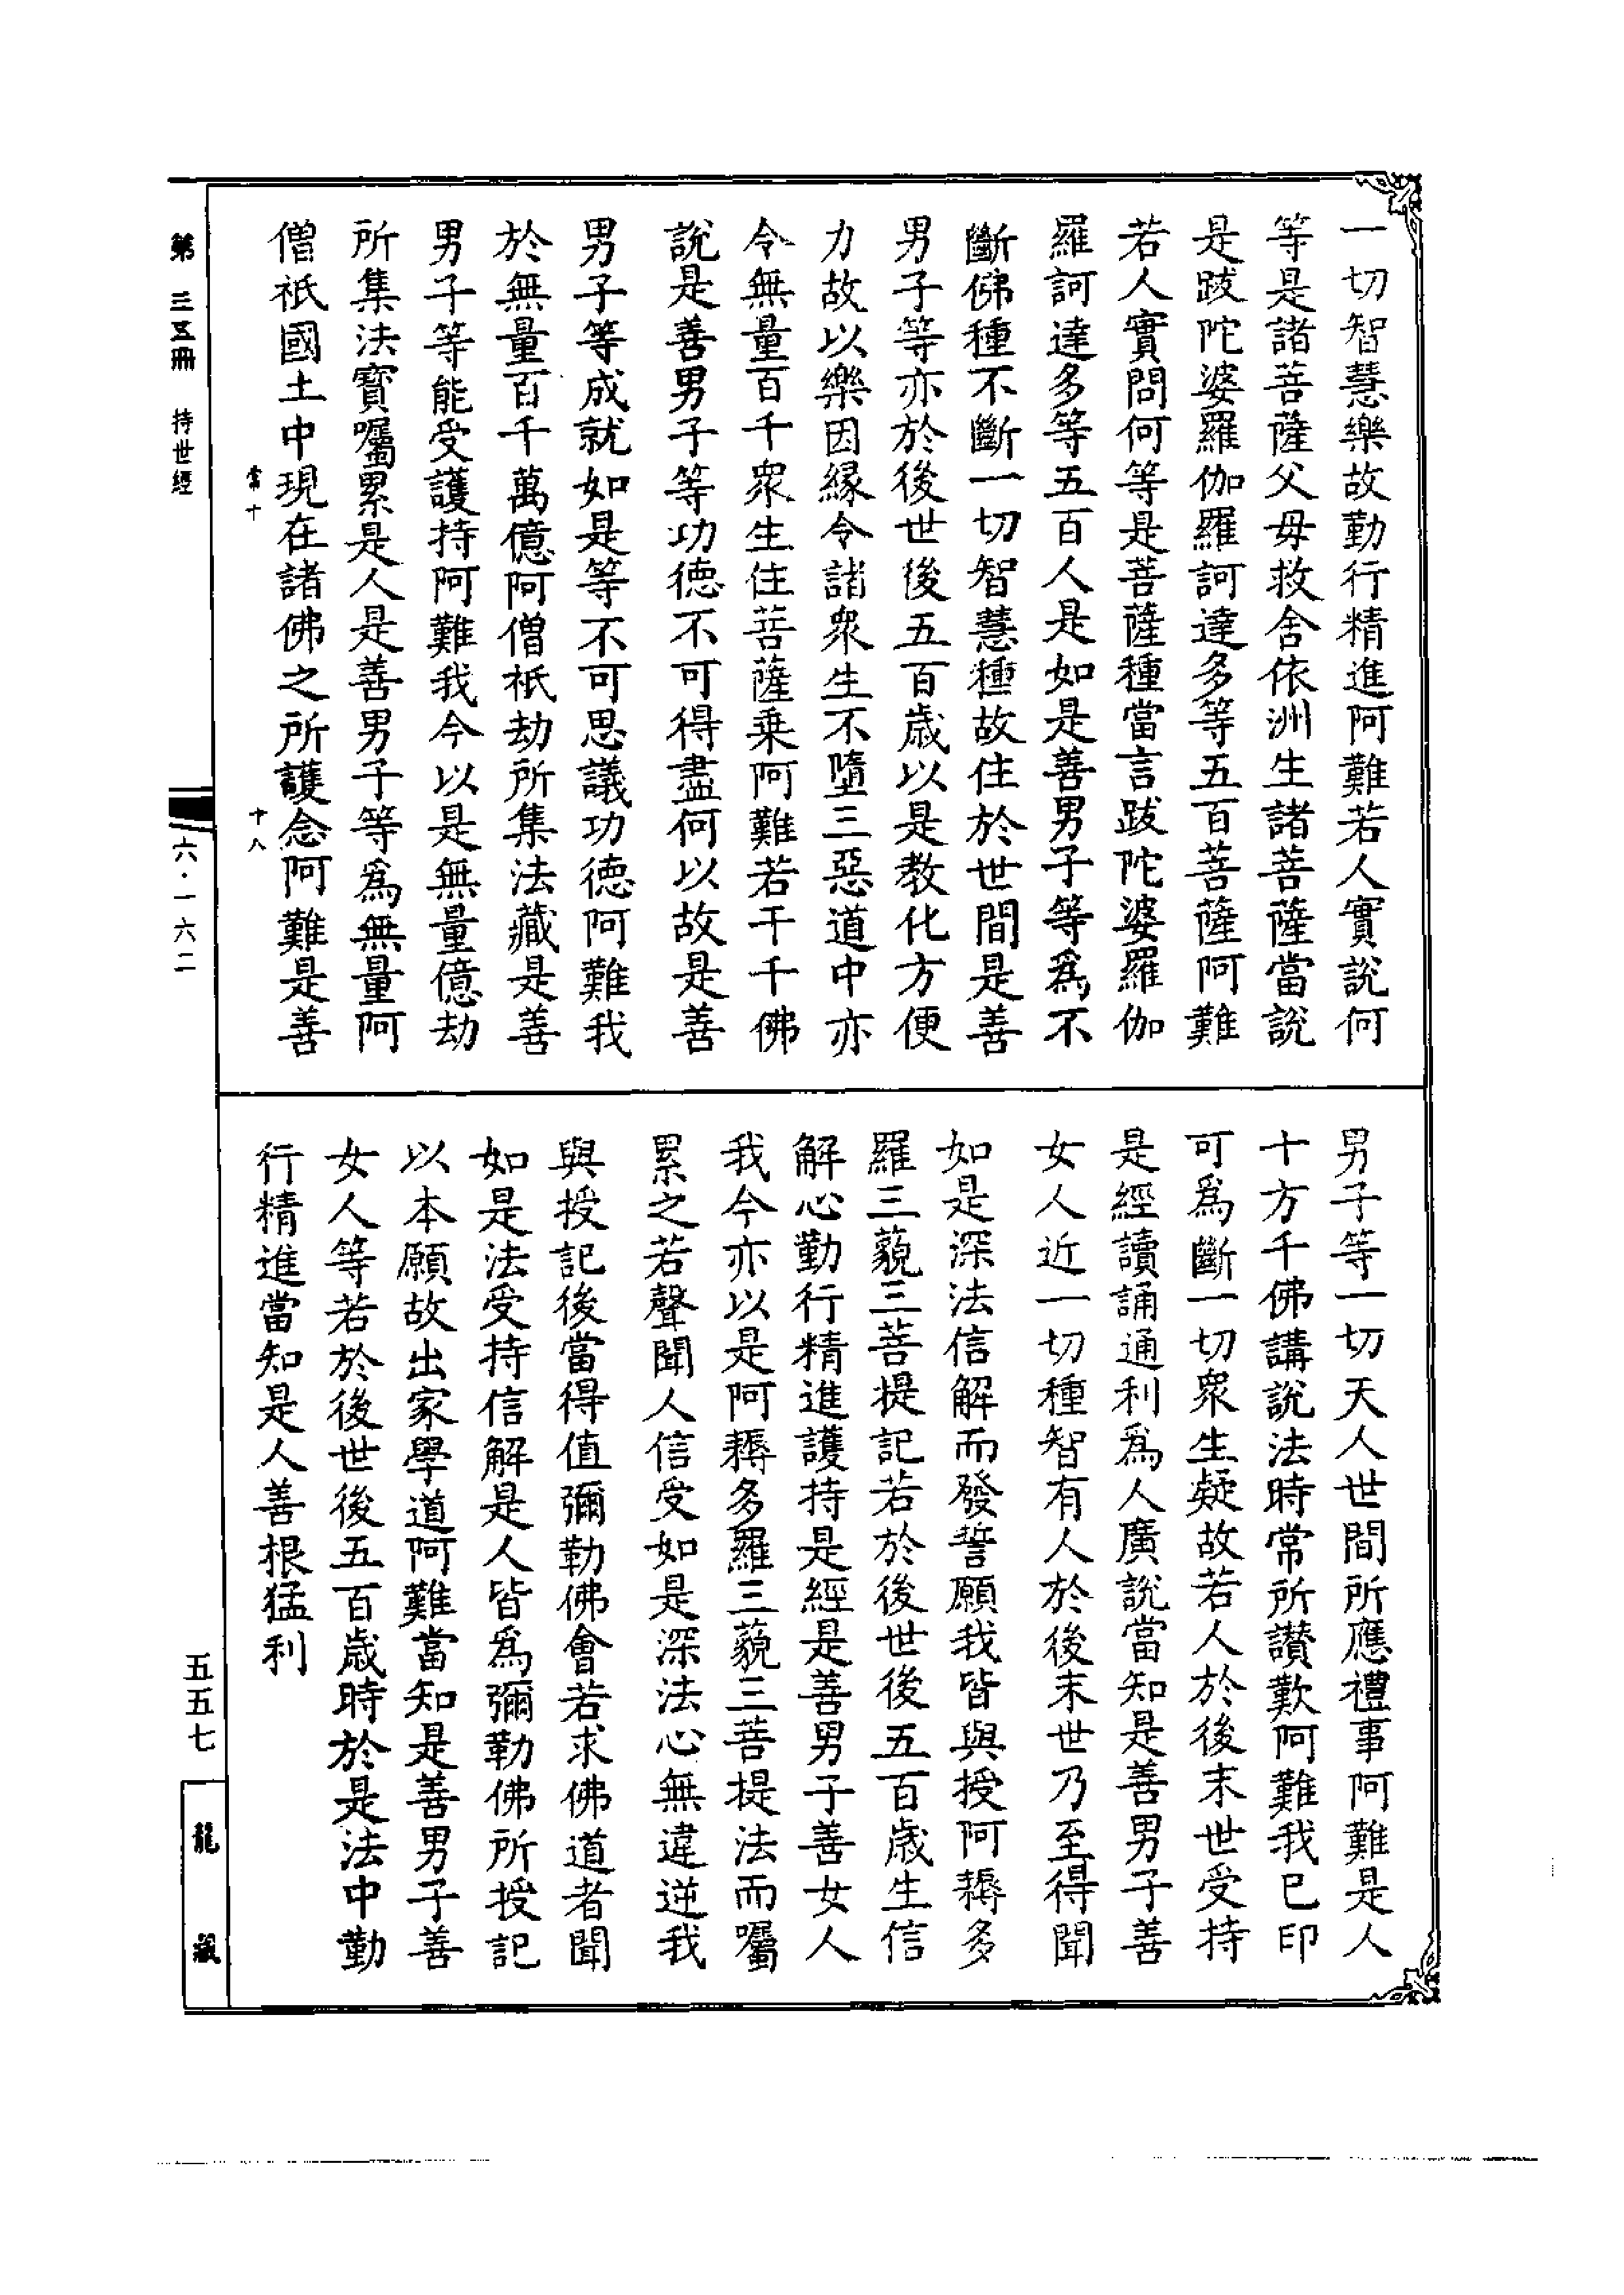 一切智慧樂故勤行精進阿難若人實說何
等是諸菩薩父母救舍依洲生諸菩薩當說
是跋陀婆羅伽羅訶達多等五百菩薩阿難
若人實問何等是菩薩種當言跋陀婆羅伽
羅訶達多等五百人是如是善男子等為不
斷佛種不斷一切智慧種故住於世間是善
男子等亦於後世後五百歳以是教化方便
力故以樂因緣令諸衆生不墮三惡道中亦
令無量百千衆生住菩薩乗阿難若干千佛
說是善男子等功德不可得盡何以故是善
男子等成就如是等不可思議功德阿難我
於無量百千萬億阿僧祇劫所集法藏是善
男子等能受護持阿難我今以是無量億劫
所集法寶囑累是人是善男子等為無量阿
僧祇國土中現在諸佛之所護念阿難是善
常十
十八
男子等一切天人世間所應禮事阿難是人
十方千佛講說法時常所讚歎阿難我已印
可為斷一切衆生疑故若人於後末世受持
是經讀誦通利為人廣說當知是善男子善
女人近一切種智有人於後末世乃至得聞
如是深法信解而發誓願我皆與授阿耨多
羅三藐三菩提記若於後世後五百歳生信
解心勤行精進護持是經是善男子善女人
我今亦以是阿耨多羅三藐三菩提法而囑
累之若聲聞人信受如是深法心無違逆我
與授記後當得值彌勒佛會若求佛道者聞
如是法受持信解是人皆為彌勒佛所授記
以本願故出家學道阿難當知是善男子善
女人等若於後世後五百歳時於是法中勤
行精進當知是人善根猛利
第三五冊 持世經
六·一六二
五五七
龍藏